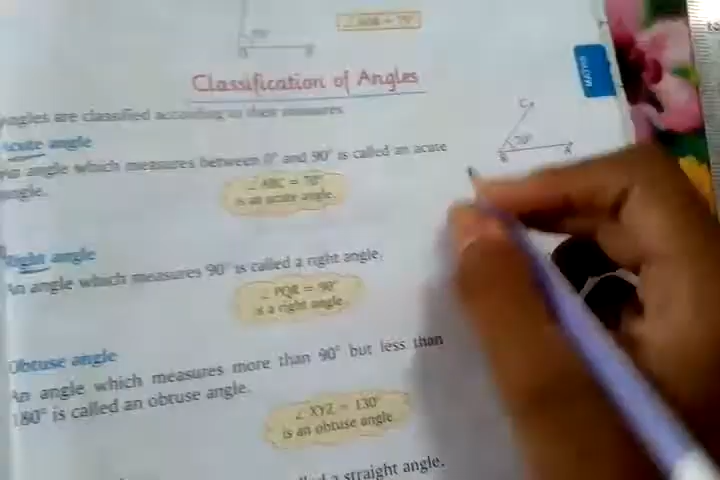 70°
B
Classification of Angles
MATHS
Angles are classified according to their measures
Acute angle
An angle which measures between 0° and 90° is called an acute
angle.
∠ ABC = 70°
is an acute angle.
C
70°
B
A
Right angle
An angle which measures 90° is called a right angle.
∠ PQR = 90°
is a right angle.
Obtuse angle
An angle which measures more than 90° but less than
180° is called an obtuse angle.
∠ XYZ = 130°
is an obtuse angle
a straight angle.